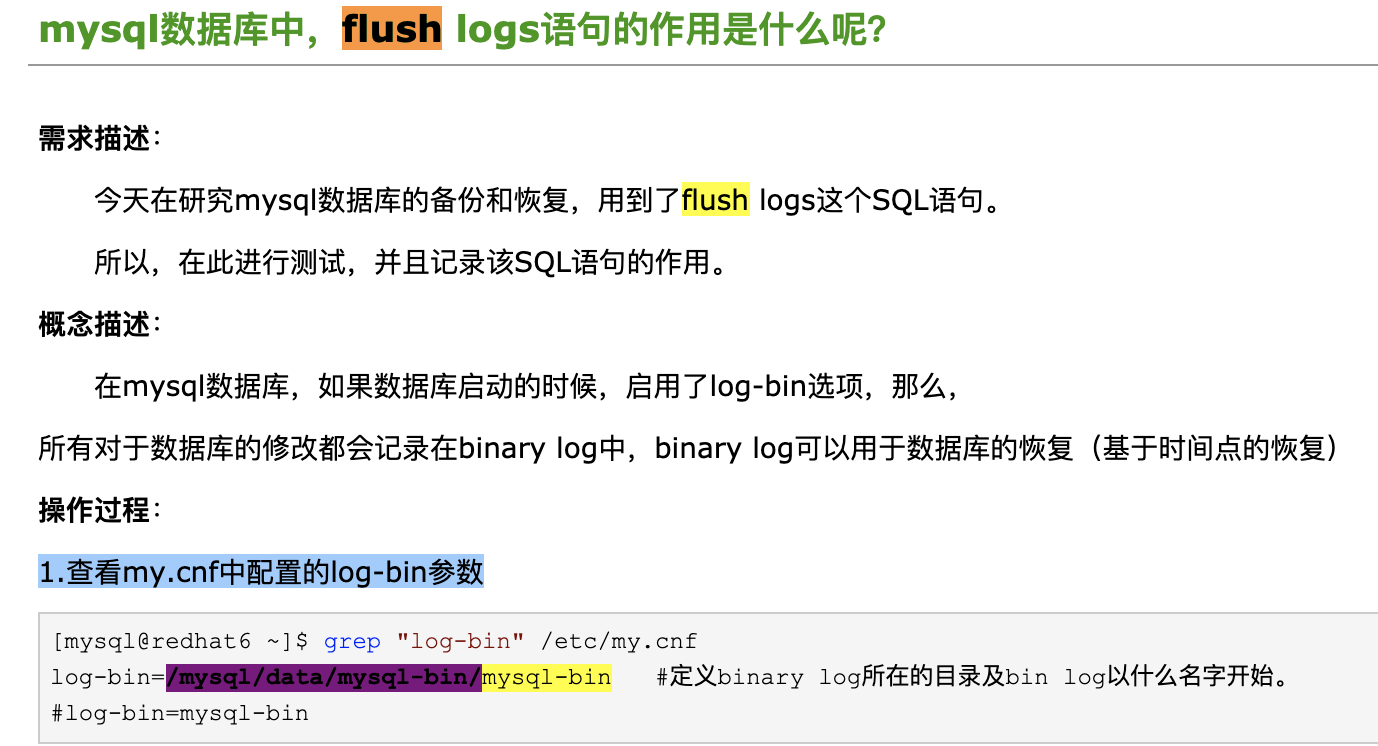 mysql数据库中，flush logs语句的作用是什么呢?
需求描述：
今天在研究mysql数据库的备份和恢复，用到了flush logs这个SQL语句。
所以，在此进行测试，并且记录该SQL语句的作用。
概念描述：
在mysql数据库，如果数据库启动的时候，启用了log-bin选项，那么，
所有对于数据库的修改都会记录在binary log中，binary log可以用于数据库的恢复（基于时间点的恢复）
操作过程：
1.查看my.cnf中配置的log-bin参数
[mysql@redhat6 ~]$ grep "log-bin" /etc/my.cnf
log-bin=/mysql/data/mysql-bin/mysql-bin   #定义binary log所在的目录及bin log以什么名字开始。
#log-bin=mysql-bin